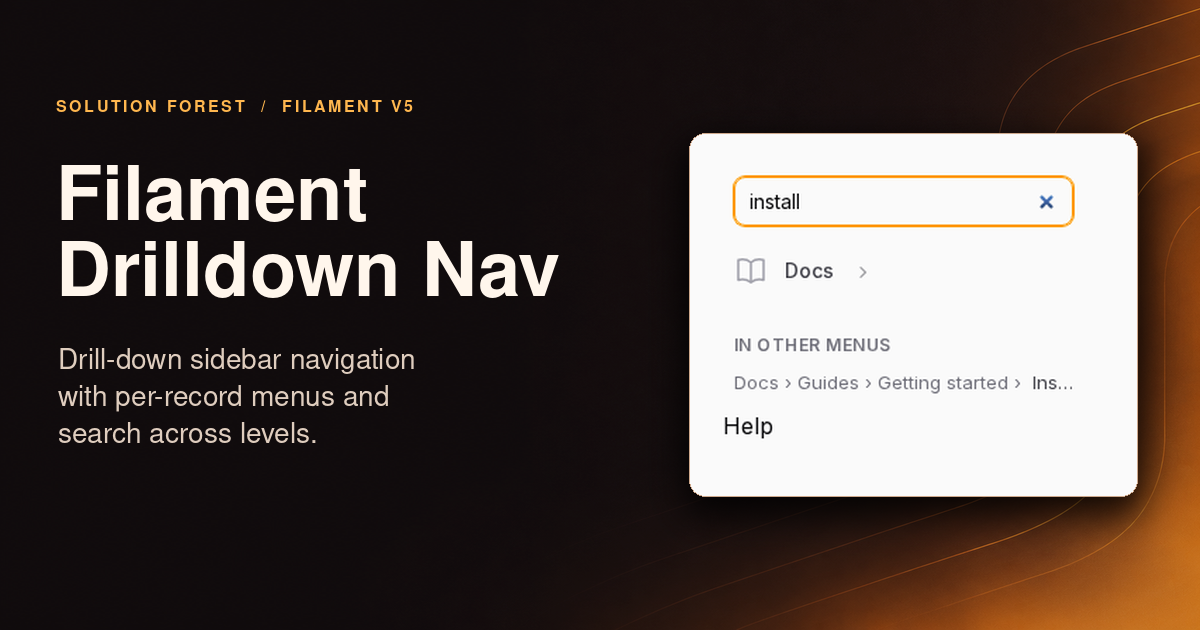 SOLUTION FOREST / FILAMENT V5
Filament
Drilldown Nav
Drill-down sidebar navigation
with per-record menus and
search across levels.
install
Docs ›
IN OTHER MENUS
Docs › Guides › Getting started › Ins...
Help